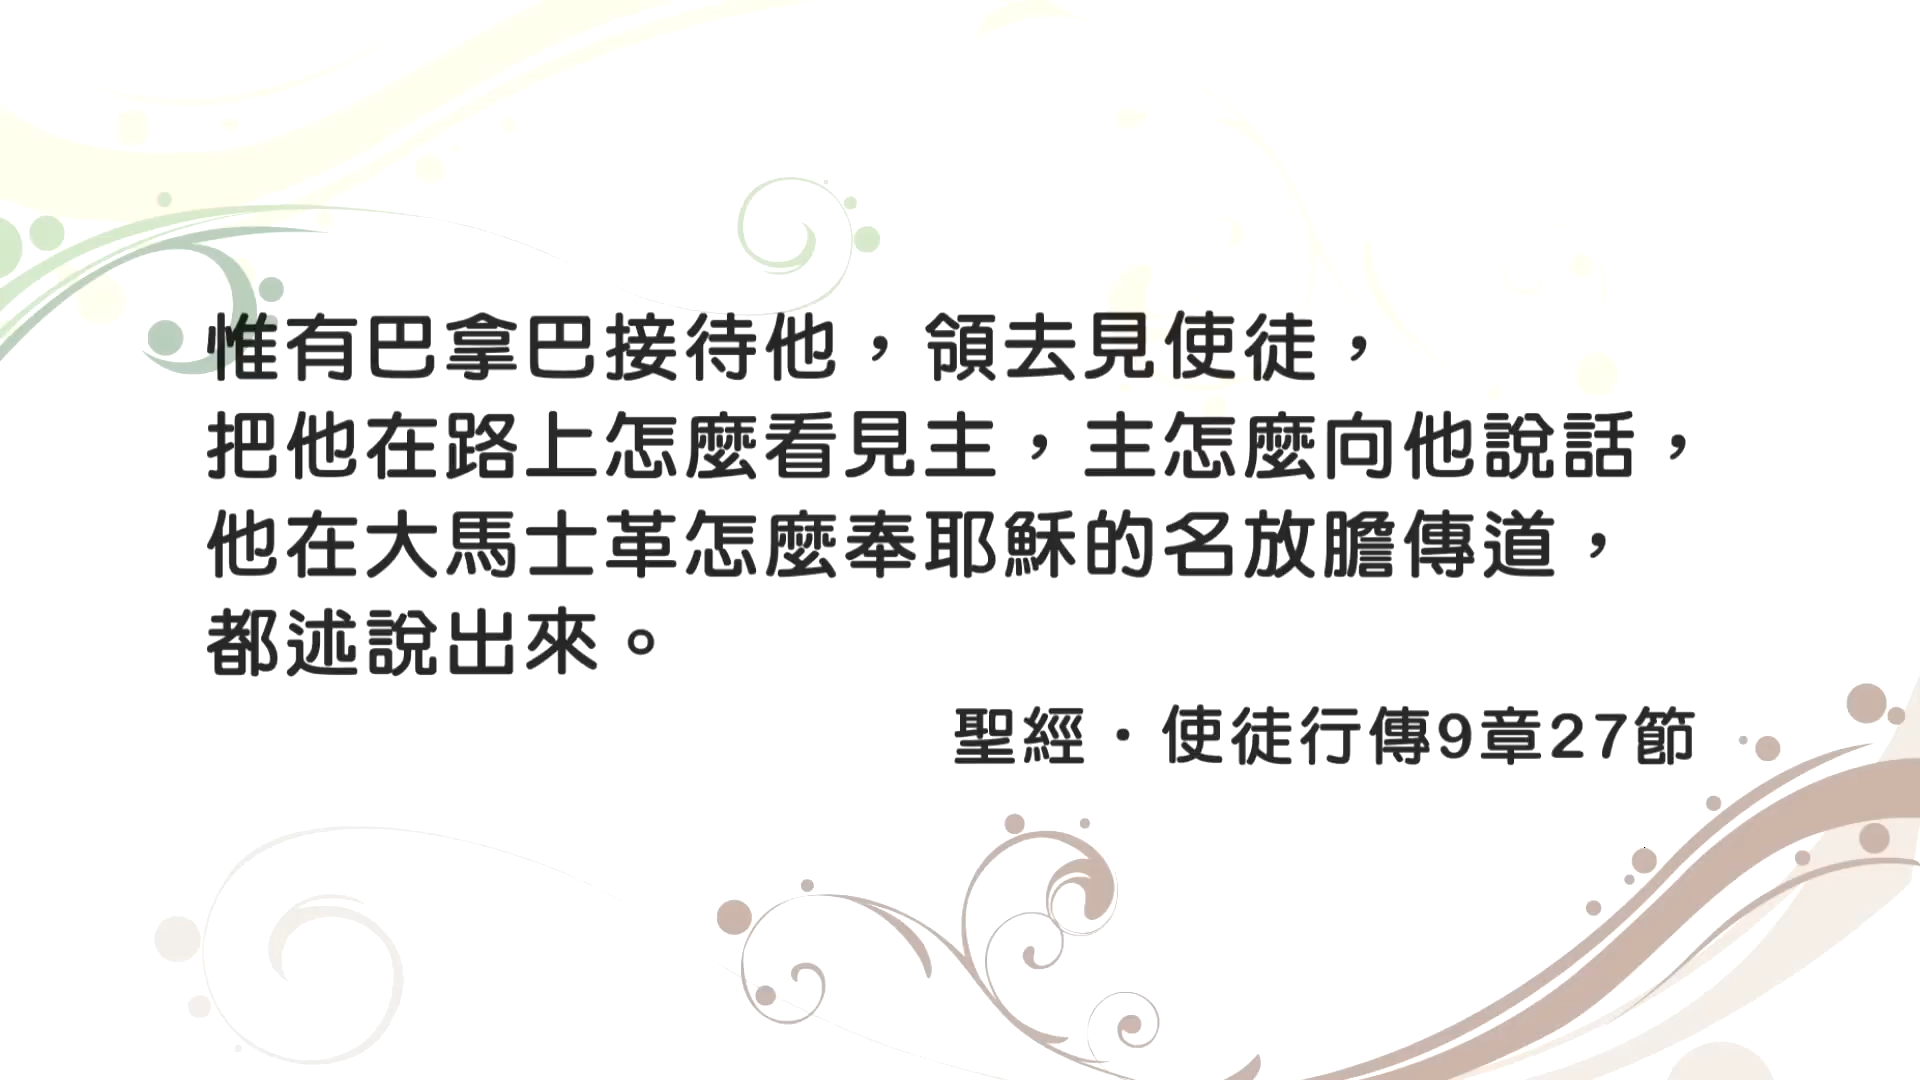 惟有巴拿巴接待他，領去見使徒，
把他在路上怎麼看見主，主怎麼向他說話，
他在大馬士革怎麼奉耶穌的名放膽傳道，
都述說出來。
聖經．使徒行傳9章27節